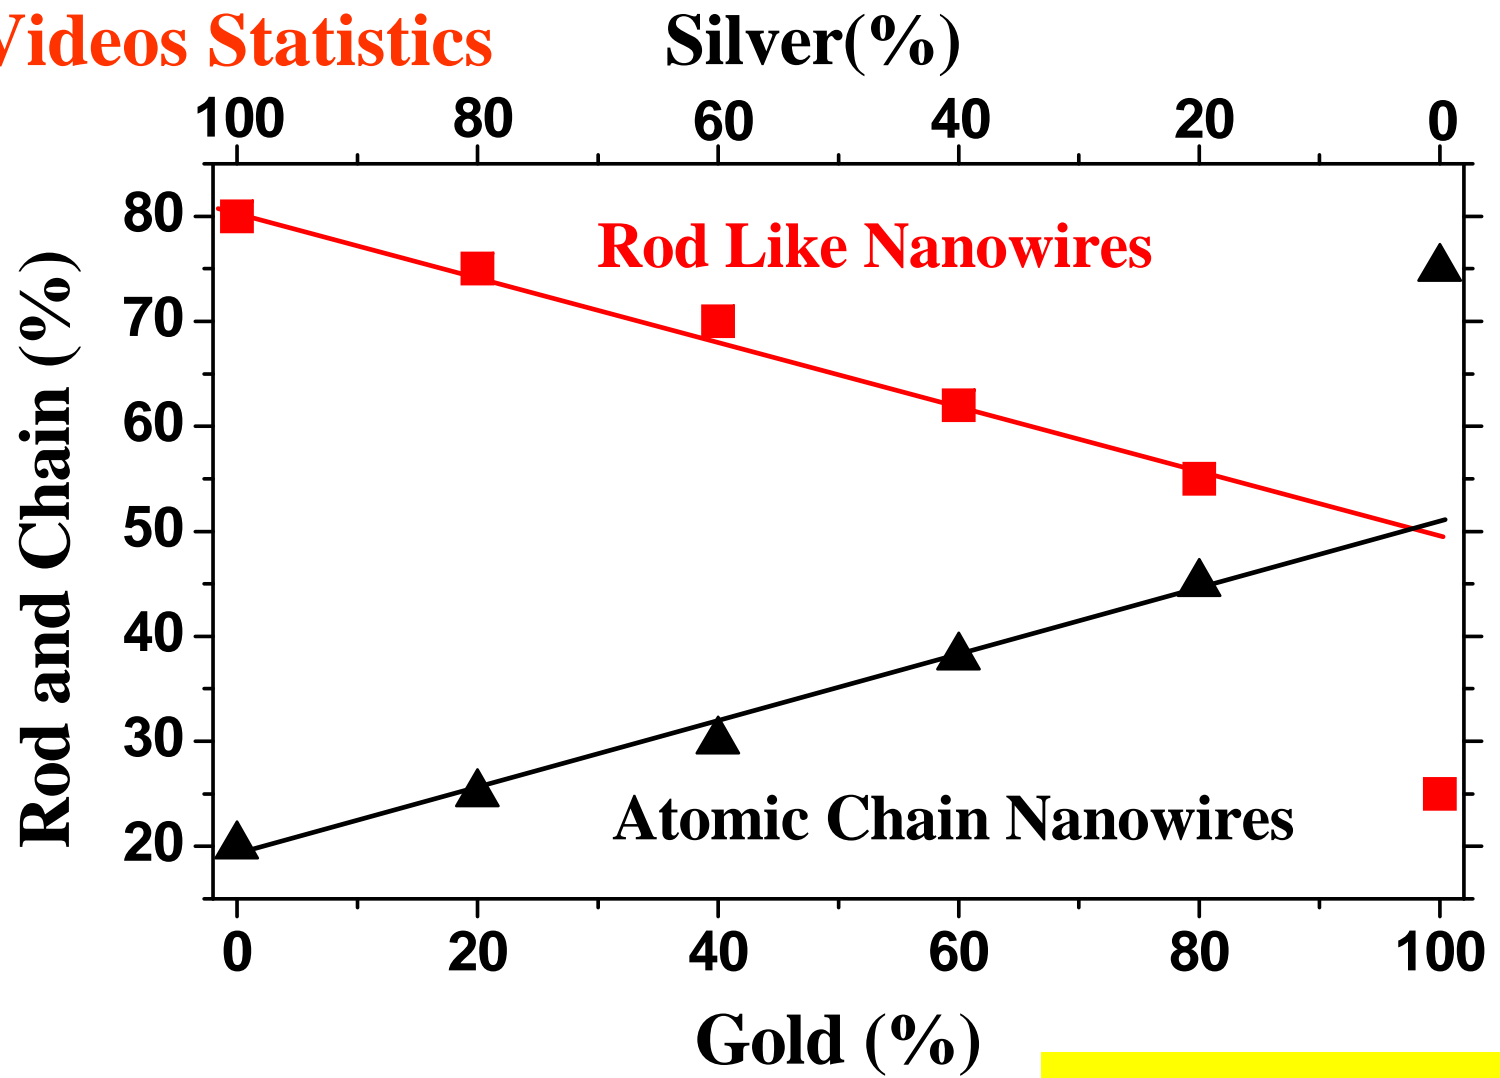 Videos Statistics
Silver(%)
100 80 60 40 20 0
Rod and Chain (%)
80
70
60
50
40
30
20
Rod Like Nanowires
Atomic Chain Nanowires
0 20 40 60 80 100
Gold (%)